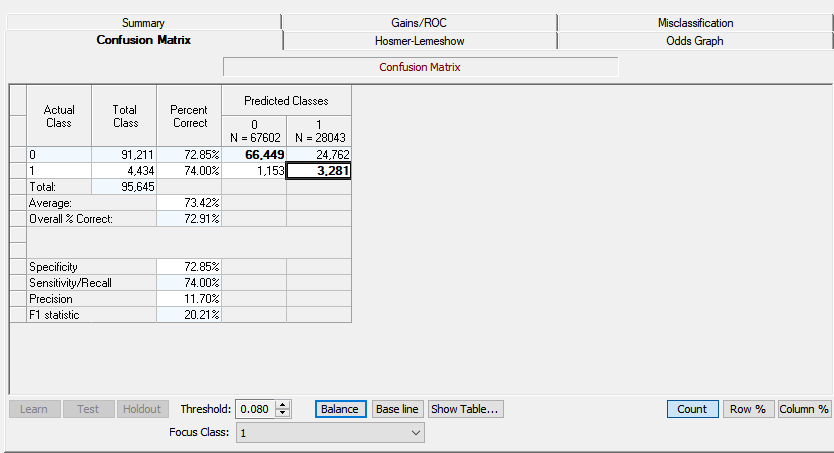 Summary Gains/ROC Misclassification
Confusion Matrix Hosmer-Lemeshow Odds Graph
Confusion Matrix
Actual Class Total Class Percent Correct Predicted Classes
0 1
N = 67602 N = 28043
0 91,211 72.85% 66,449 24,762
1 4,434 74.00% 1,153 3,281
Total: 95,645
Average: 73.42%
Overall % Correct: 72.91%
Specificity 72.85%
Sensitivity/Recall 74.00%
Precision 11.70%
F1 statistic 20.21%
Learn Test Holdout Threshold: 0.080 Balance Base line Show Table... Count Row % Column %
Focus Class: 1